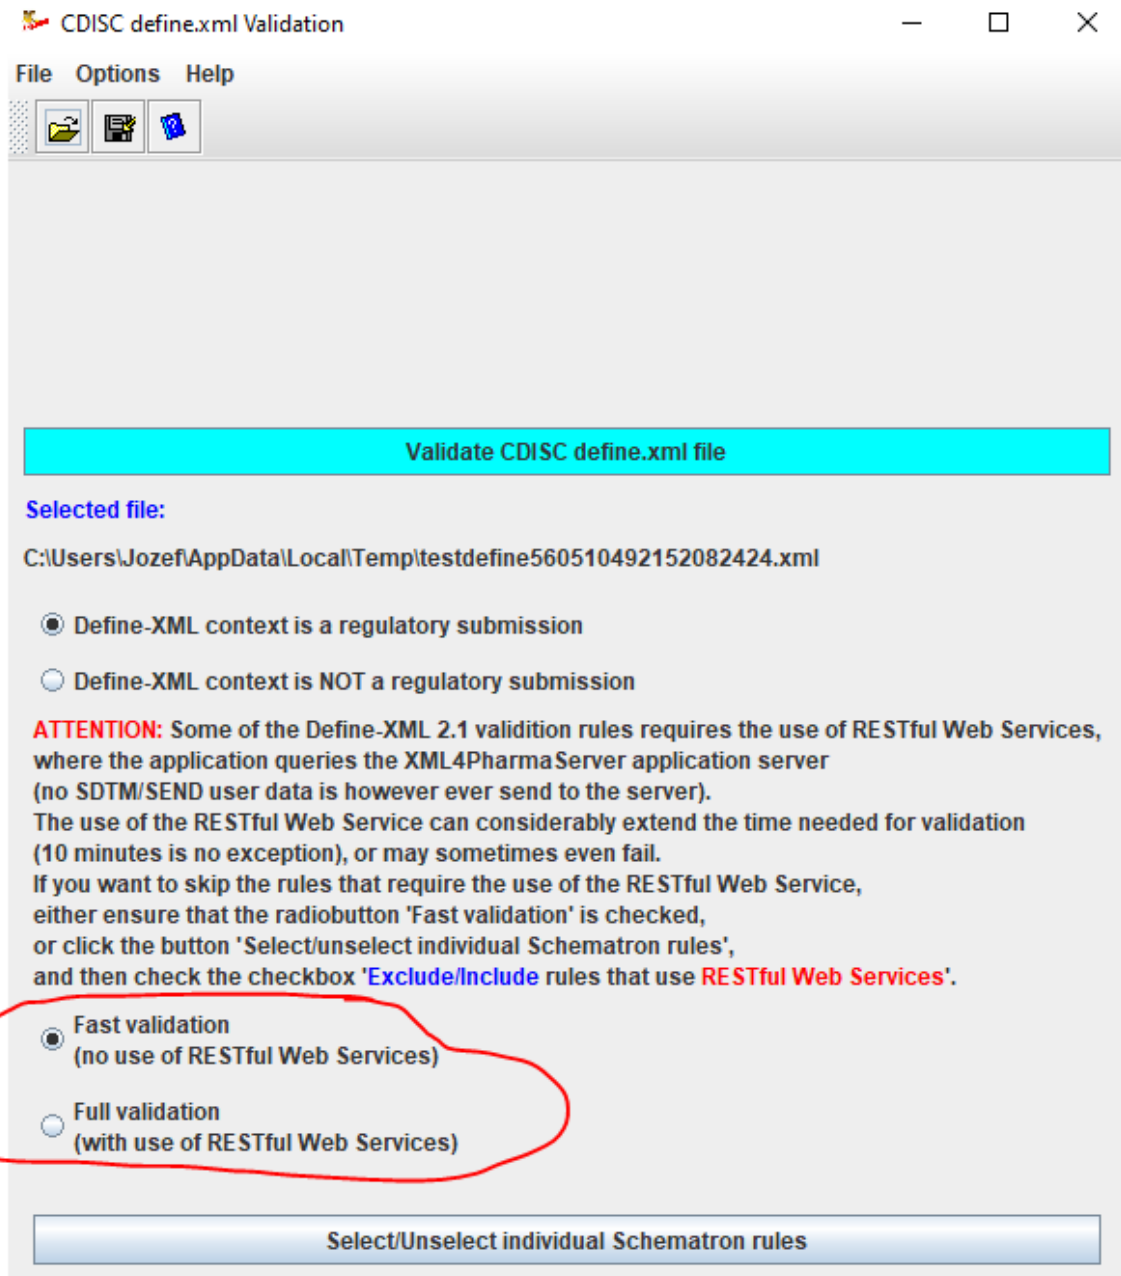 CDISC define.xml Validation
File Options Help
Validate CDISC define.xml file
Selected file:
C:\Users\Jozef\AppData\Local\Temp\testdefine560510492152082424.xml
Define-XML context is a regulatory submission
Define-XML context is NOT a regulatory submission
ATTENTION: Some of the Define-XML 2.1 validition rules requires the use of RESTful Web Services,
where the application queries the XML4PharmaServer application server
(no SDTM/SEND user data is however ever send to the server).
The use of the RESTful Web Service can considerably extend the time needed for validation
(10 minutes is no exception), or may sometimes even fail.
If you want to skip the rules that require the use of the RESTful Web Service,
either ensure that the radiobutton 'Fast validation' is checked,
or click the button 'Select/unselect individual Schematron rules',
and then check the checkbox 'Exclude/Include rules that use RESTful Web Services'.
Fast validation
(no use of RESTful Web Services)
Full validation
(with use of RESTful Web Services)
Select/Unselect individual Schematron rules